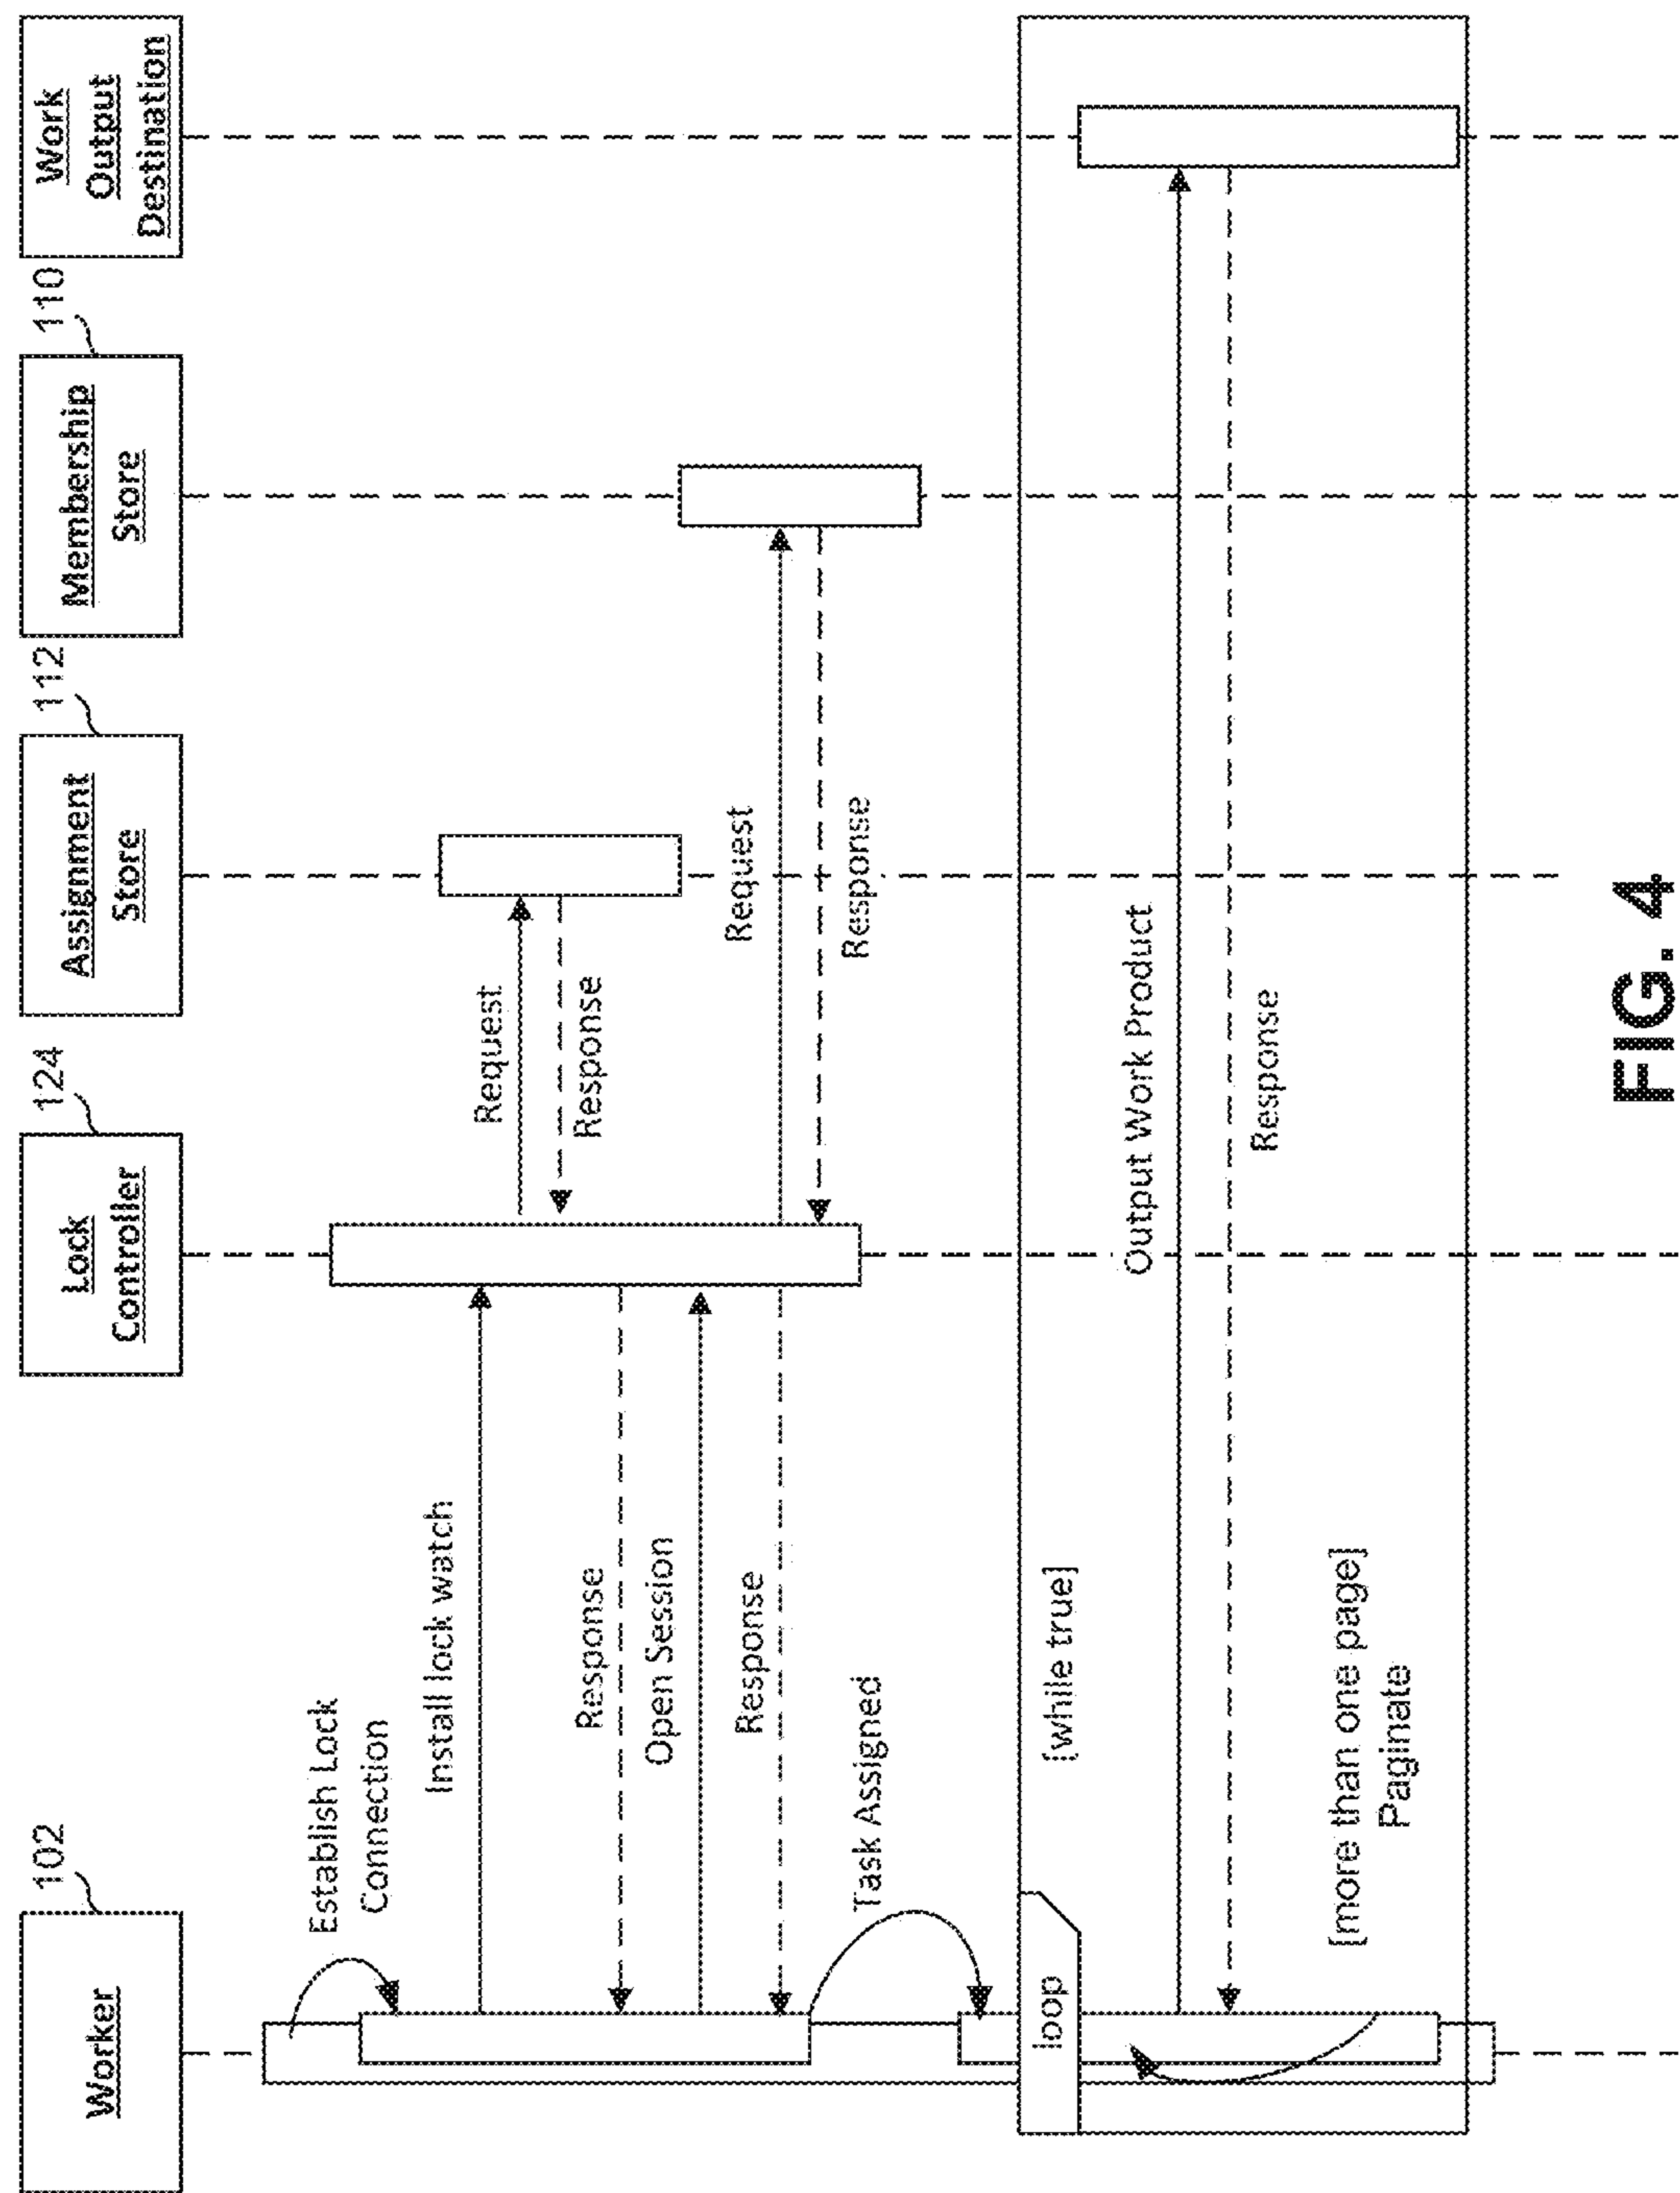 Worker
102
Lock
Controller
124
Assignment
Store
112
Membership
Store
110
Work
Output
Destination
Establish Lock
Connection
Install lock watch
Request
Response
Response
Open Session
Request
Response
Response
Task Assigned
loop
[while true]
Output Work Product
Response
[more than one page]
Paginate
FIG. 4